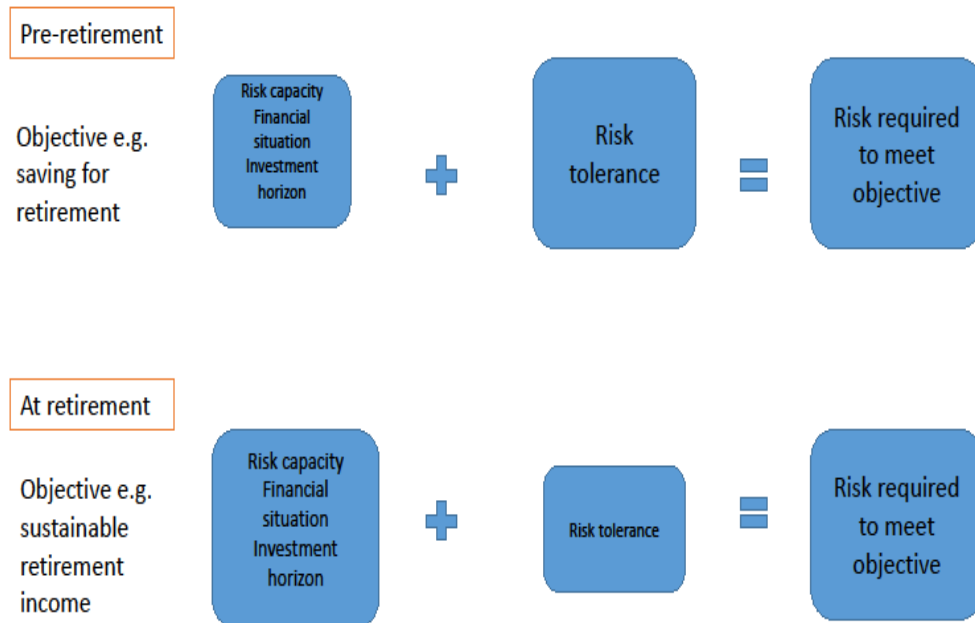 Pre-retirement
Objective e.g.
saving for
retirement
Risk capacity
Financial
situation
Investment
horizon
Risk
tolerance
Risk required
to meet
objective
At retirement
Objective e.g.
sustainable
retirement
income
Risk capacity
Financial
situation
Investment
horizon
Risk tolerance
Risk required
to meet
objective